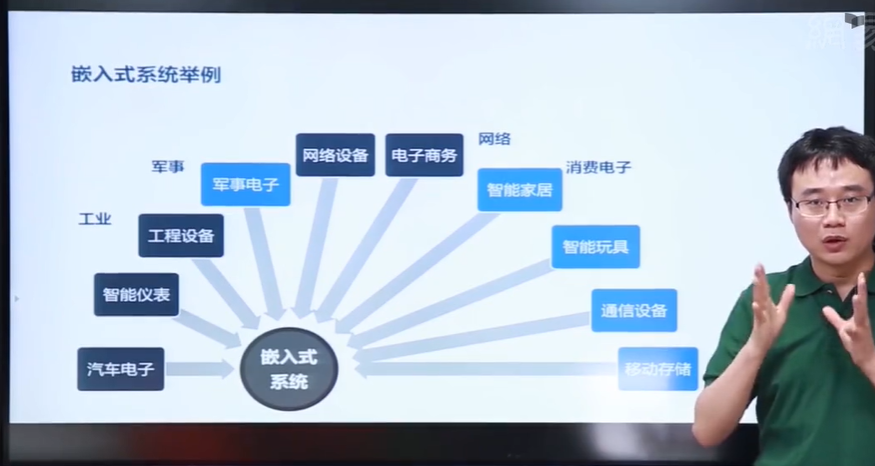 嵌入式系统举例
网络
网络设备
电子商务
军事
消费电子
军事电子
智能家居
工业
工程设备
智能玩具
智能仪表
通信设备
嵌入式
系统
汽车电子
移动存储